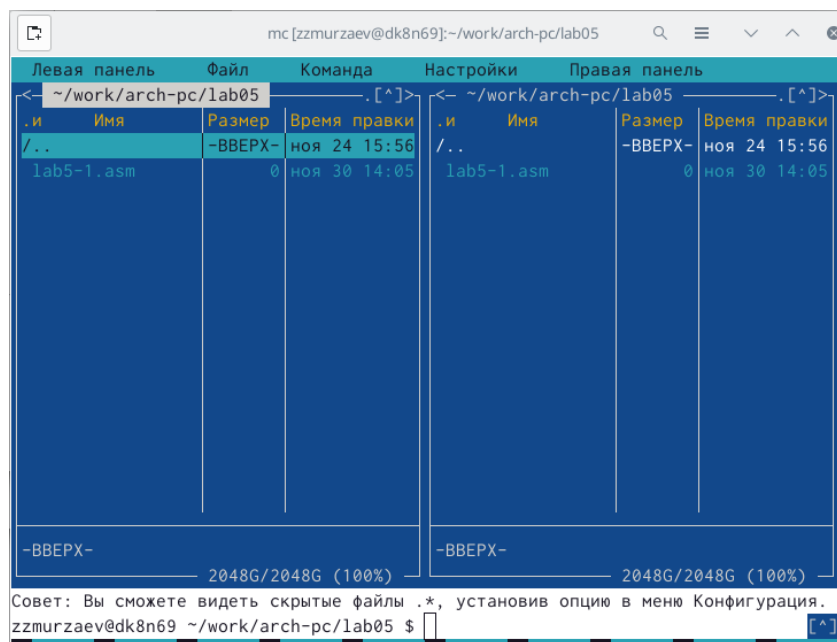 mc [zzmurzaev@dk8n69]:~/work/arch-pc/lab05
Левая панель Файл Команда Настройки Правая панель
<— ~/work/arch-pc/lab05 .[^]> <— ~/work/arch-pc/lab05 .[^]>
.и Имя Размер Время правки .и Имя Размер Время правки
/.. -ВВЕРХ- ноя 24 15:56 /.. -ВВЕРХ- ноя 24 15:56
lab5-1.asm 0 ноя 30 14:05 lab5-1.asm 0 ноя 30 14:05
-ВВЕРХ- -ВВЕРХ-
2048G/2048G (100%) 2048G/2048G (100%)
Совет: Вы сможете видеть скрытые файлы .*, установив опцию в меню Конфигурация.
zzmurzaev@dk8n69 ~/work/arch-pc/lab05 $ [^]